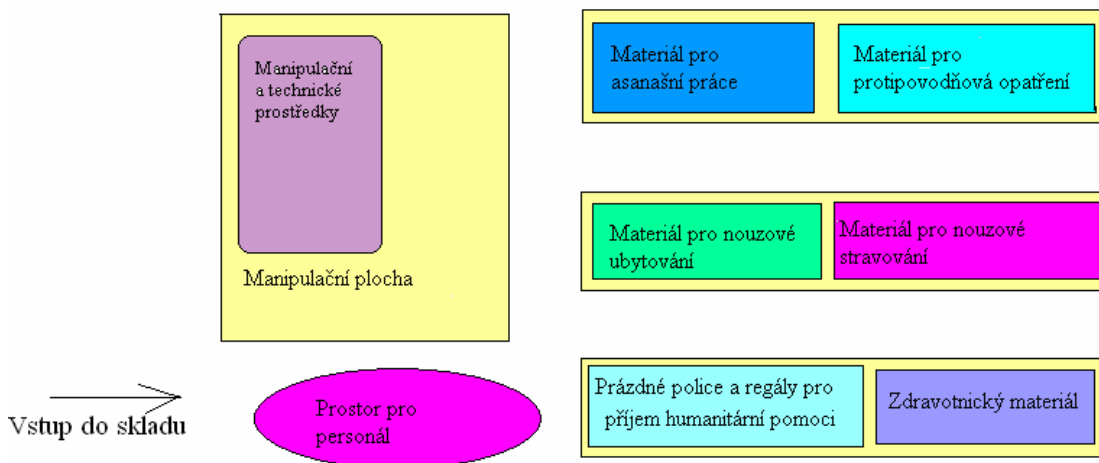 Manipulační
a technické
prostředky
Manipulační plocha
Materiál pro
asanašní práce
Materiál pro
protipovodňová opatření
Materiál pro nouzové
ubytování
Materiál pro nouzové
stravování
Vstup do skladu
Prostor pro
personál
Prázdné police a regály pro
příjem humanitární pomoci
Zdravotnický materiál